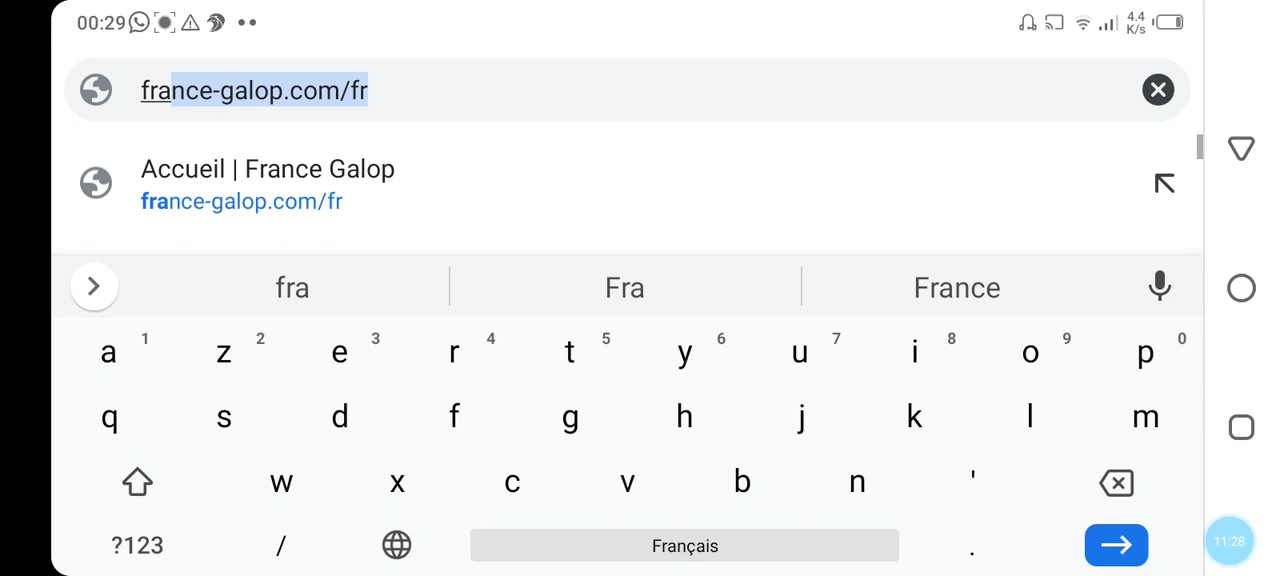 00:29
4.4
K/s
france-galop.com/fr
Accueil | France Galop
france-galop.com/fr
fra
Fra
France
a 1 z 2 e 3 r 4 t 5 y 6 u 7 i 8 o 9 p 0
q s d f g h j k l m
w x c v b n '
?123 / Français .
11:28